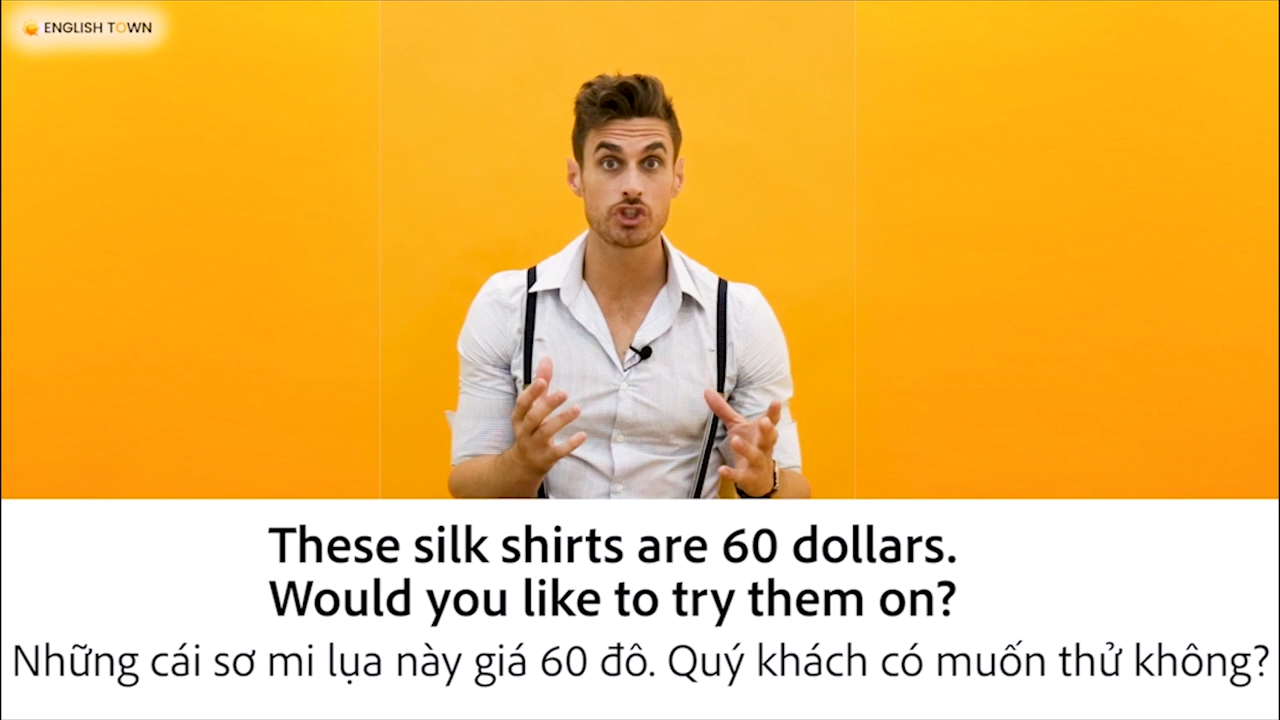 ENGLISH TOWN
These silk shirts are 60 dollars.
Would you like to try them on?
Những cái sơ mi lụa này giá 60 đô. Quý khách có muốn thử không?